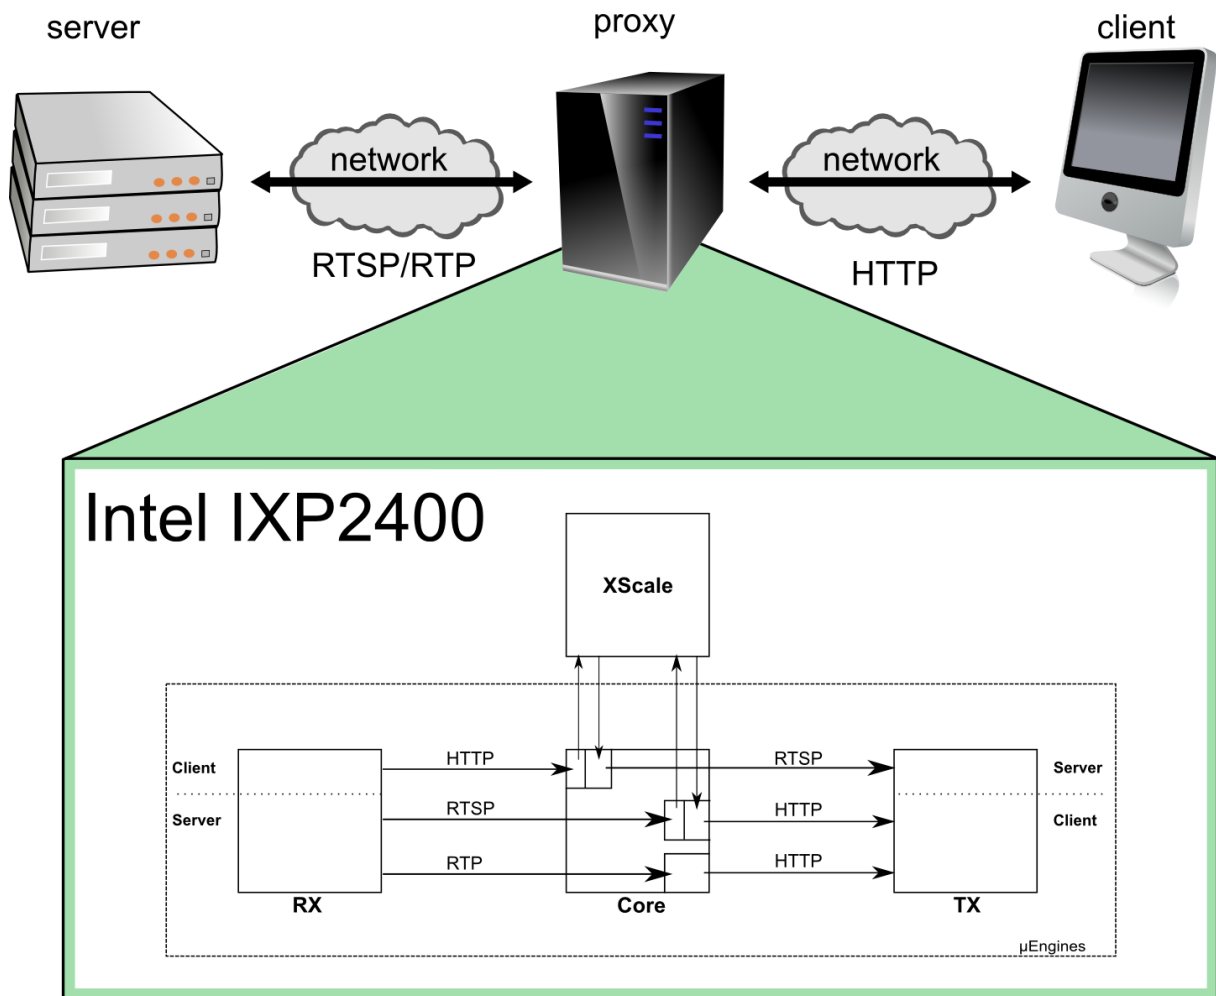 server
proxy
client
network
network
RTSP/RTP
HTTP
Intel IXP2400
XScale
Client
HTTP
RTSP
Server
Server
RTSP
HTTP
Client
RTP
HTTP
RX
Core
TX
µEngines